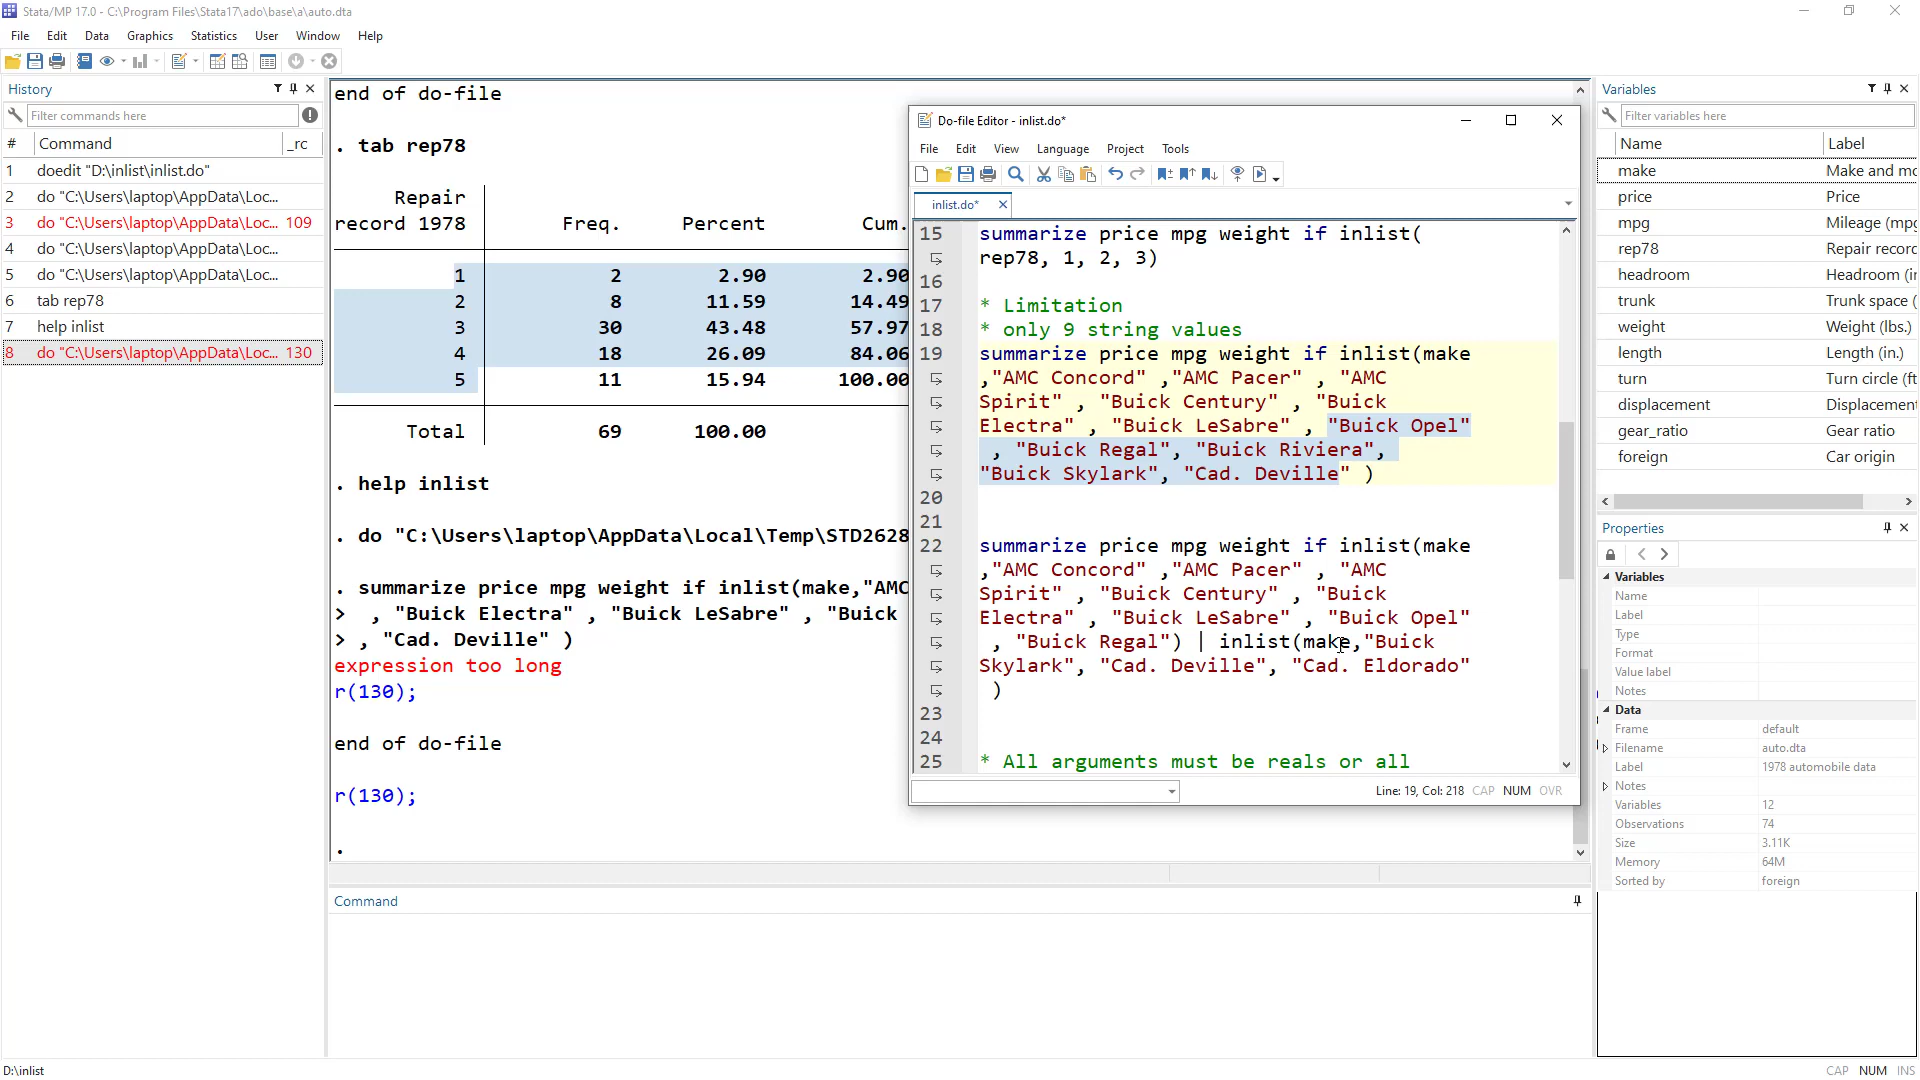 Stata/MP 17.0 - C:\Program Files\Stata17\ado\base\a\auto.dta
File Edit Data Graphics Statistics User Window Help
History
Filter commands here
# Command _rc
1 doedit "D:\inlist\inlist.do"
2 do "C:\Users\laptop\AppData\Loc...
3 do "C:\Users\laptop\AppData\Loc... 109
4 do "C:\Users\laptop\AppData\Loc...
5 do "C:\Users\laptop\AppData\Loc...
6 tab rep78
7 help inlist
8 do "C:\Users\laptop\AppData\Loc... 130
end of do-file
. tab rep78
Repair
record 1978 Freq. Percent Cum.
1 2 2.90 2.90
2 8 11.59 14.49
3 30 43.48 57.97
4 18 26.09 84.06
5 11 15.94 100.00
Total 69 100.00
. help inlist
. do "C:\Users\laptop\AppData\Local\Temp\STD2628
. summarize price mpg weight if inlist(make,"AMC
> , "Buick Electra" , "Buick LeSabre" , "Buick
> , "Cad. Deville" )
expression too long
r(130);
end of do-file
r(130);
.
Command
Do-file Editor - inlist.do*
File Edit View Language Project Tools
inlist.do*
15 summarize price mpg weight if inlist(
rep78, 1, 2, 3)
16
17 * Limitation
18 * only 9 string values
19 summarize price mpg weight if inlist(make
,"AMC Concord" ,"AMC Pacer" , "AMC
Spirit" , "Buick Century" , "Buick
Electra" , "Buick LeSabre" , "Buick Opel"
, "Buick Regal", "Buick Riviera",
"Buick Skylark", "Cad. Deville" )
20
21
22 summarize price mpg weight if inlist(make
,"AMC Concord" ,"AMC Pacer" , "AMC
Spirit" , "Buick Century" , "Buick
Electra" , "Buick LeSabre" , "Buick Opel"
, "Buick Regal") | inlist(make,"Buick
Skylark", "Cad. Deville", "Cad. Eldorado"
)
23
24
25 * All arguments must be reals or all
Line: 19, Col: 218 CAP NUM OVR
Variables
Filter variables here
Name Label
make Make and mo
price Price
mpg Mileage (mpg
rep78 Repair record
headroom Headroom (in
trunk Trunk space (
weight Weight (lbs.)
length Length (in.)
turn Turn circle (ft
displacement Displacement
gear_ratio Gear ratio
foreign Car origin
Properties
Variables
Name
Label
Type
Format
Value label
Notes
Data
Frame default
Filename auto.dta
Label 1978 automobile data
Notes
Variables 12
Observations 74
Size 3.11K
Memory 64M
Sorted by foreign
D:\inlist CAP NUM INS